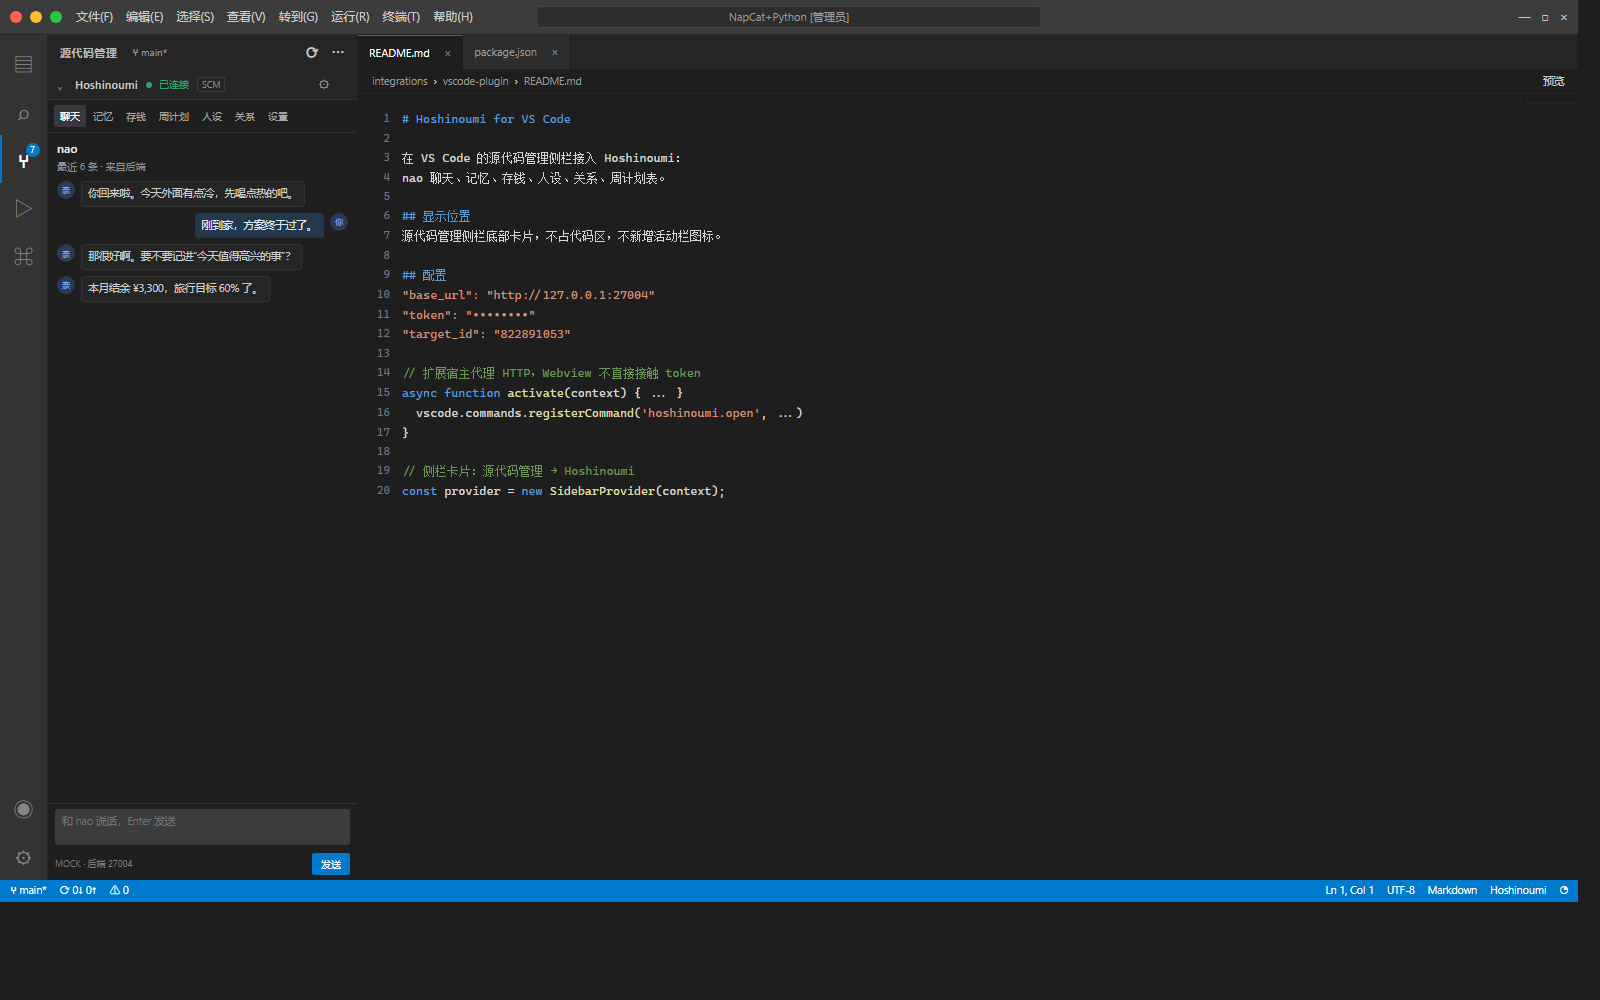 文件(F) 编辑(E) 选择(S) 查看(V) 转到(G) 运行(R) 终端(T) 帮助(H)
NapCat+Python [管理员]
源代码管理 main*
7
Hoshinoumi 已连接 SCM
聊天 记忆 存钱 周计划 人设 关系 设置
nao
最近 6 条 · 来自后端
你回来啦。今天外面有点冷，先喝点热的吧。
刚到家，方案终于过了。
你
那很好啊。要不要记进“今天值得高兴的事”？
本月结余 ¥3,300，旅行目标 60% 了。
和 nao 说话，Enter 发送
MOCK · 后端 27004
发送
README.md ×
package.json ×
integrations › vscode-plugin › README.md
预览
1 # Hoshinoumi for VS Code
2
3 在 VS Code 的源代码管理侧栏接入 Hoshinoumi:
4 nao 聊天、记忆、存钱、人设、关系、周计划表。
5
6 ## 显示位置
7 源代码管理侧栏底部卡片，不占代码区，不新增活动栏图标。
8
9 ## 配置
10 "base_url": "http://127.0.0.1:27004"
11 "token": "••••••••"
12 "target_id": "822891053"
13
14 // 扩展宿主代理 HTTP，Webview 不直接接触 token
15 async function activate(context) { ... }
16 vscode.commands.registerCommand('hoshinoumi.open', ...)
17 }
18
19 // 侧栏卡片: 源代码管理 → Hoshinoumi
20 const provider = new SidebarProvider(context);
main* 0↓ 0↑ 0
Ln 1, Col 1 UTF-8 Markdown Hoshinoumi